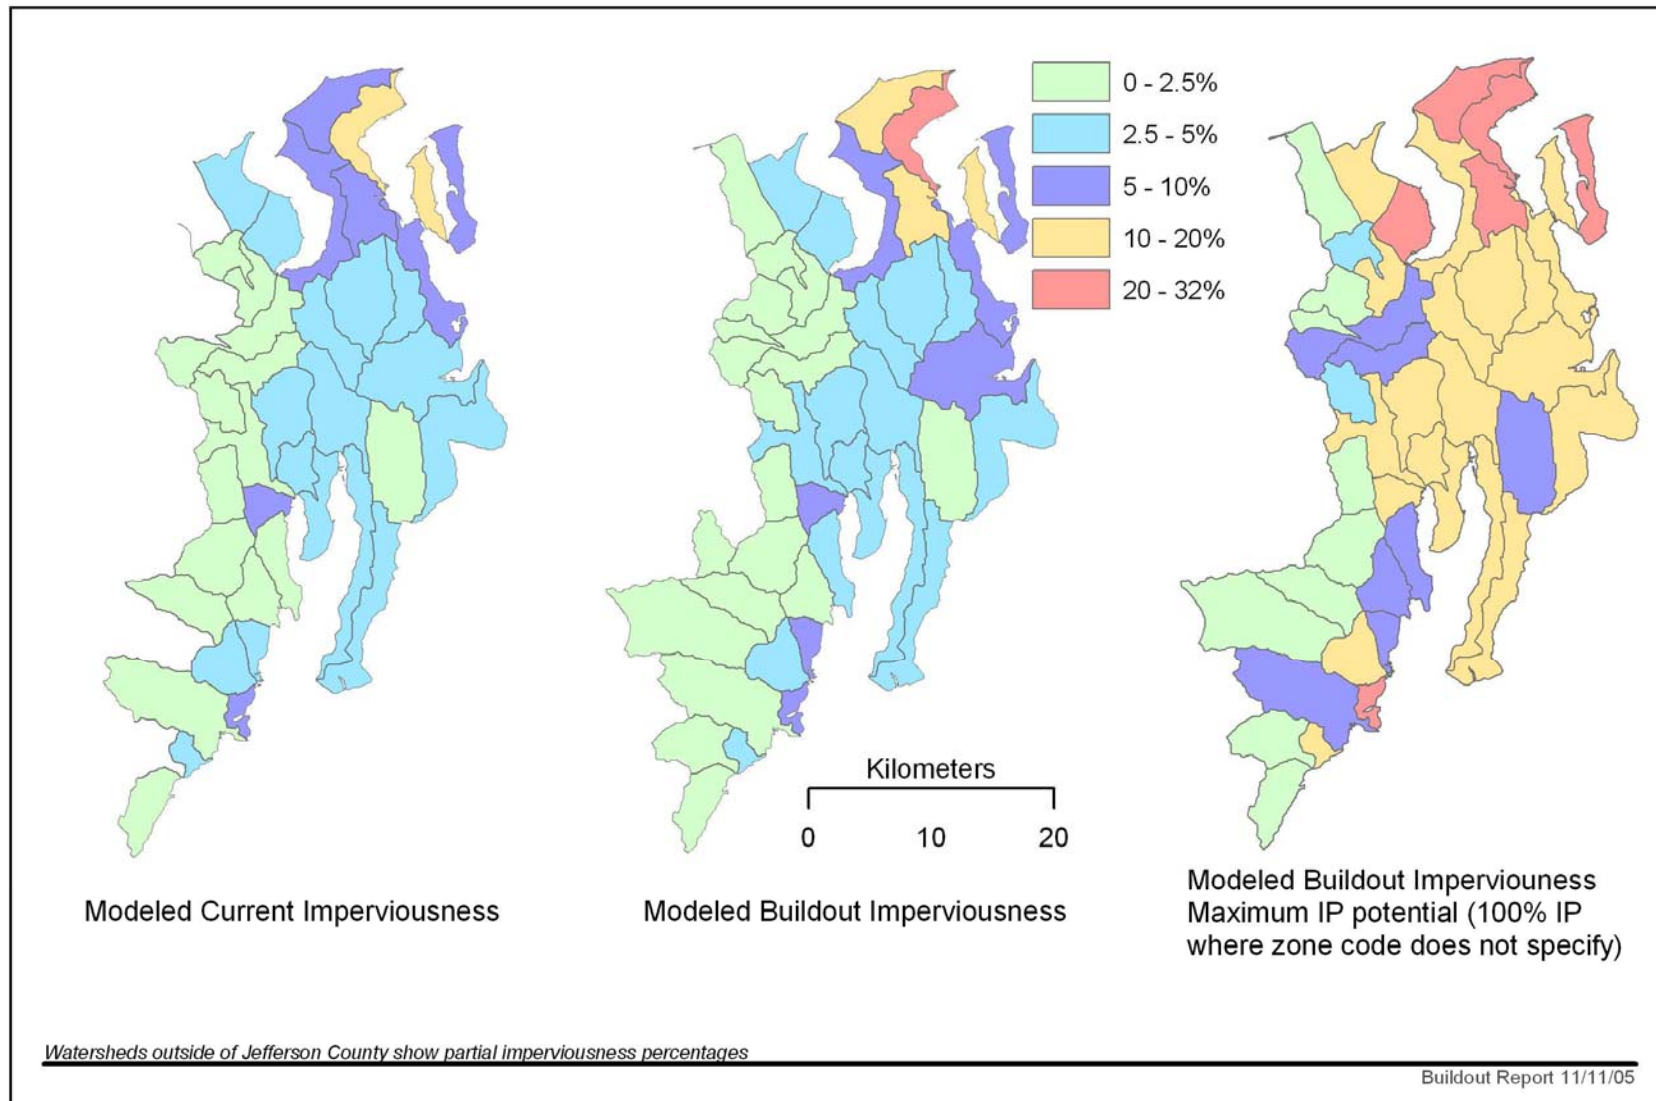 0 - 2.5%
2.5 - 5%
5 - 10%
10 - 20%
20 - 32%
Kilometers
0 10 20
Modeled Current Imperviousness
Modeled Buildout Imperviousness
Modeled Buildout Imperviouness
Maximum IP potential (100% IP
where zone code does not specify)
Watersheds outside of Jefferson County show partial imperviousness percentages
Buildout Report 11/11/05